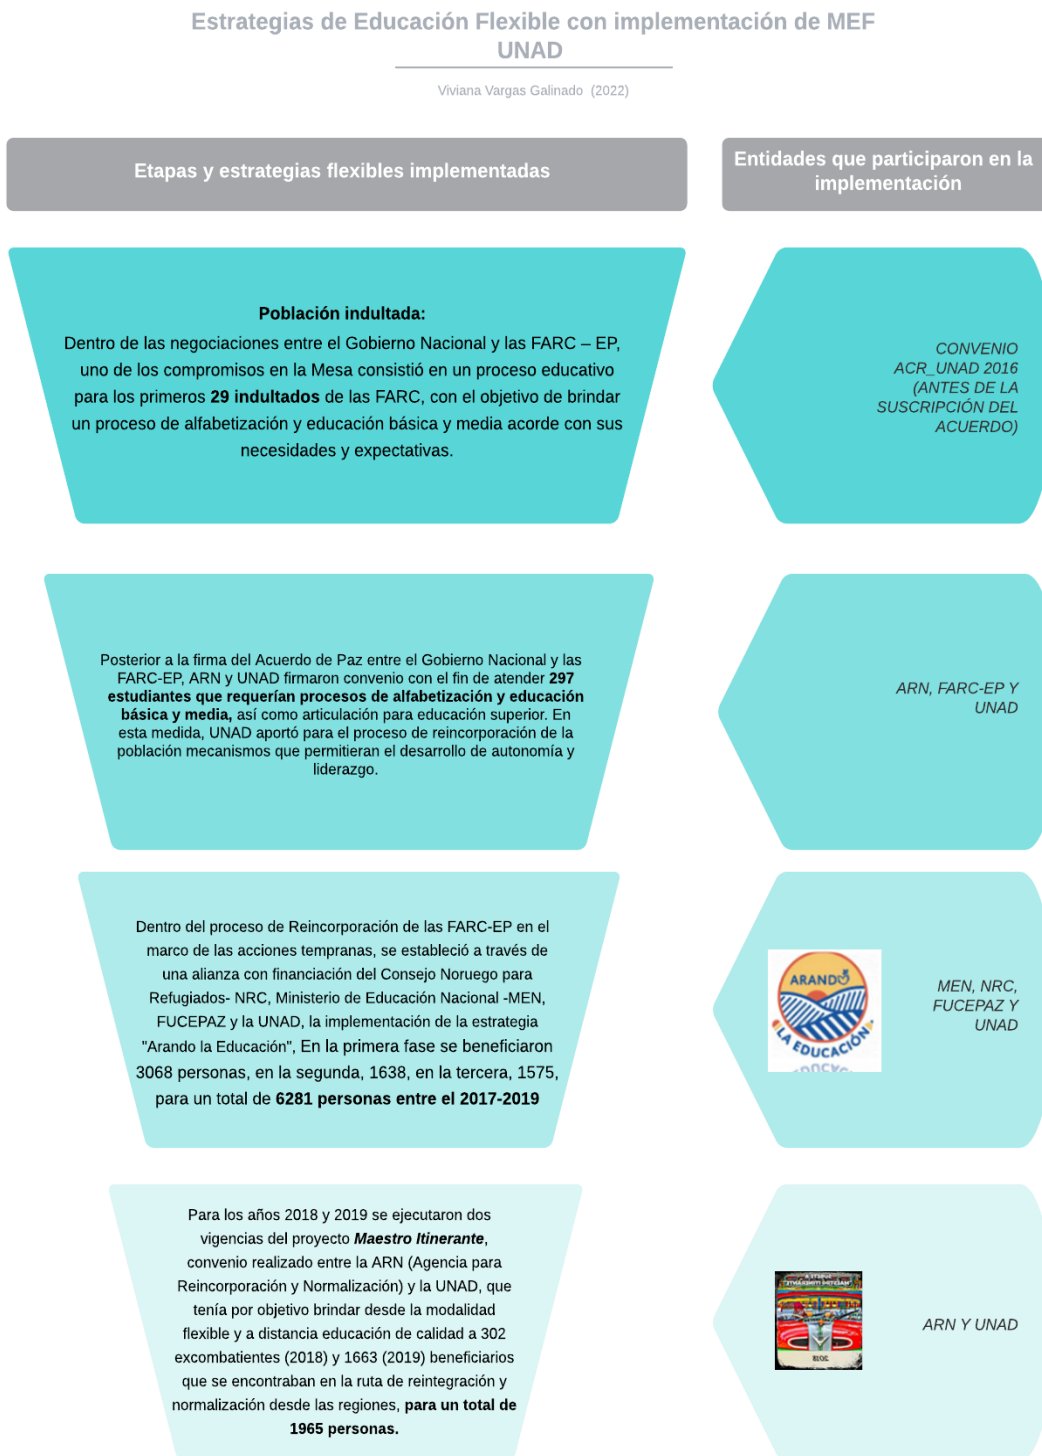 Estrategias de Educación Flexible con implementación de MEF
UNAD
Viviana Vargas Galinado (2022)
Etapas y estrategias flexibles implementadas
Entidades que participaron en la
implementación
Población indultada:
Dentro de las negociaciones entre el Gobierno Nacional y las FARC – EP,
uno de los compromisos en la Mesa consistió en un proceso educativo
para los primeros 29 indultados de las FARC, con el objetivo de brindar
un proceso de alfabetización y educación básica y media acorde con sus
necesidades y expectativas.
CONVENIO
ACR_UNAD 2016
(ANTES DE LA
SUSCRIPCIÓN DEL
ACUERDO)
Posterior a la firma del Acuerdo de Paz entre el Gobierno Nacional y las
FARC-EP, ARN y UNAD firmaron convenio con el fin de atender 297
estudiantes que requerían procesos de alfabetización y educación
básica y media, así como articulación para educación superior. En
esta medida, UNAD aportó para el proceso de reincorporación de la
población mecanismos que permitieran el desarrollo de autonomía y
liderazgo.
ARN, FARC-EP Y
UNAD
Dentro del proceso de Reincorporación de las FARC-EP en el
marco de las acciones tempranas, se estableció a través de
una alianza con financiación del Consejo Noruego para
Refugiados- NRC, Ministerio de Educación Nacional -MEN,
FUCEPAZ y la UNAD, la implementación de la estrategia
"Arando la Educación", En la primera fase se beneficiaron
3068 personas, en la segunda, 1638, en la tercera, 1575,
para un total de 6281 personas entre el 2017-2019
ARANDO
LA EDUCACIÓN
MEN, NRC,
FUCEPAZ Y
UNAD
Para los años 2018 y 2019 se ejecutaron dos
vigencias del proyecto Maestro Itinerante,
convenio realizado entre la ARN (Agencia para
Reincorporación y Normalización) y la UNAD, que
tenía por objetivo brindar desde la modalidad
flexible y a distancia educación de calidad a 302
excombatientes (2018) y 1663 (2019) beneficiarios
que se encontraban en la ruta de reintegración y
normalización desde las regiones, para un total de
1965 personas.
2018
ARN Y UNAD